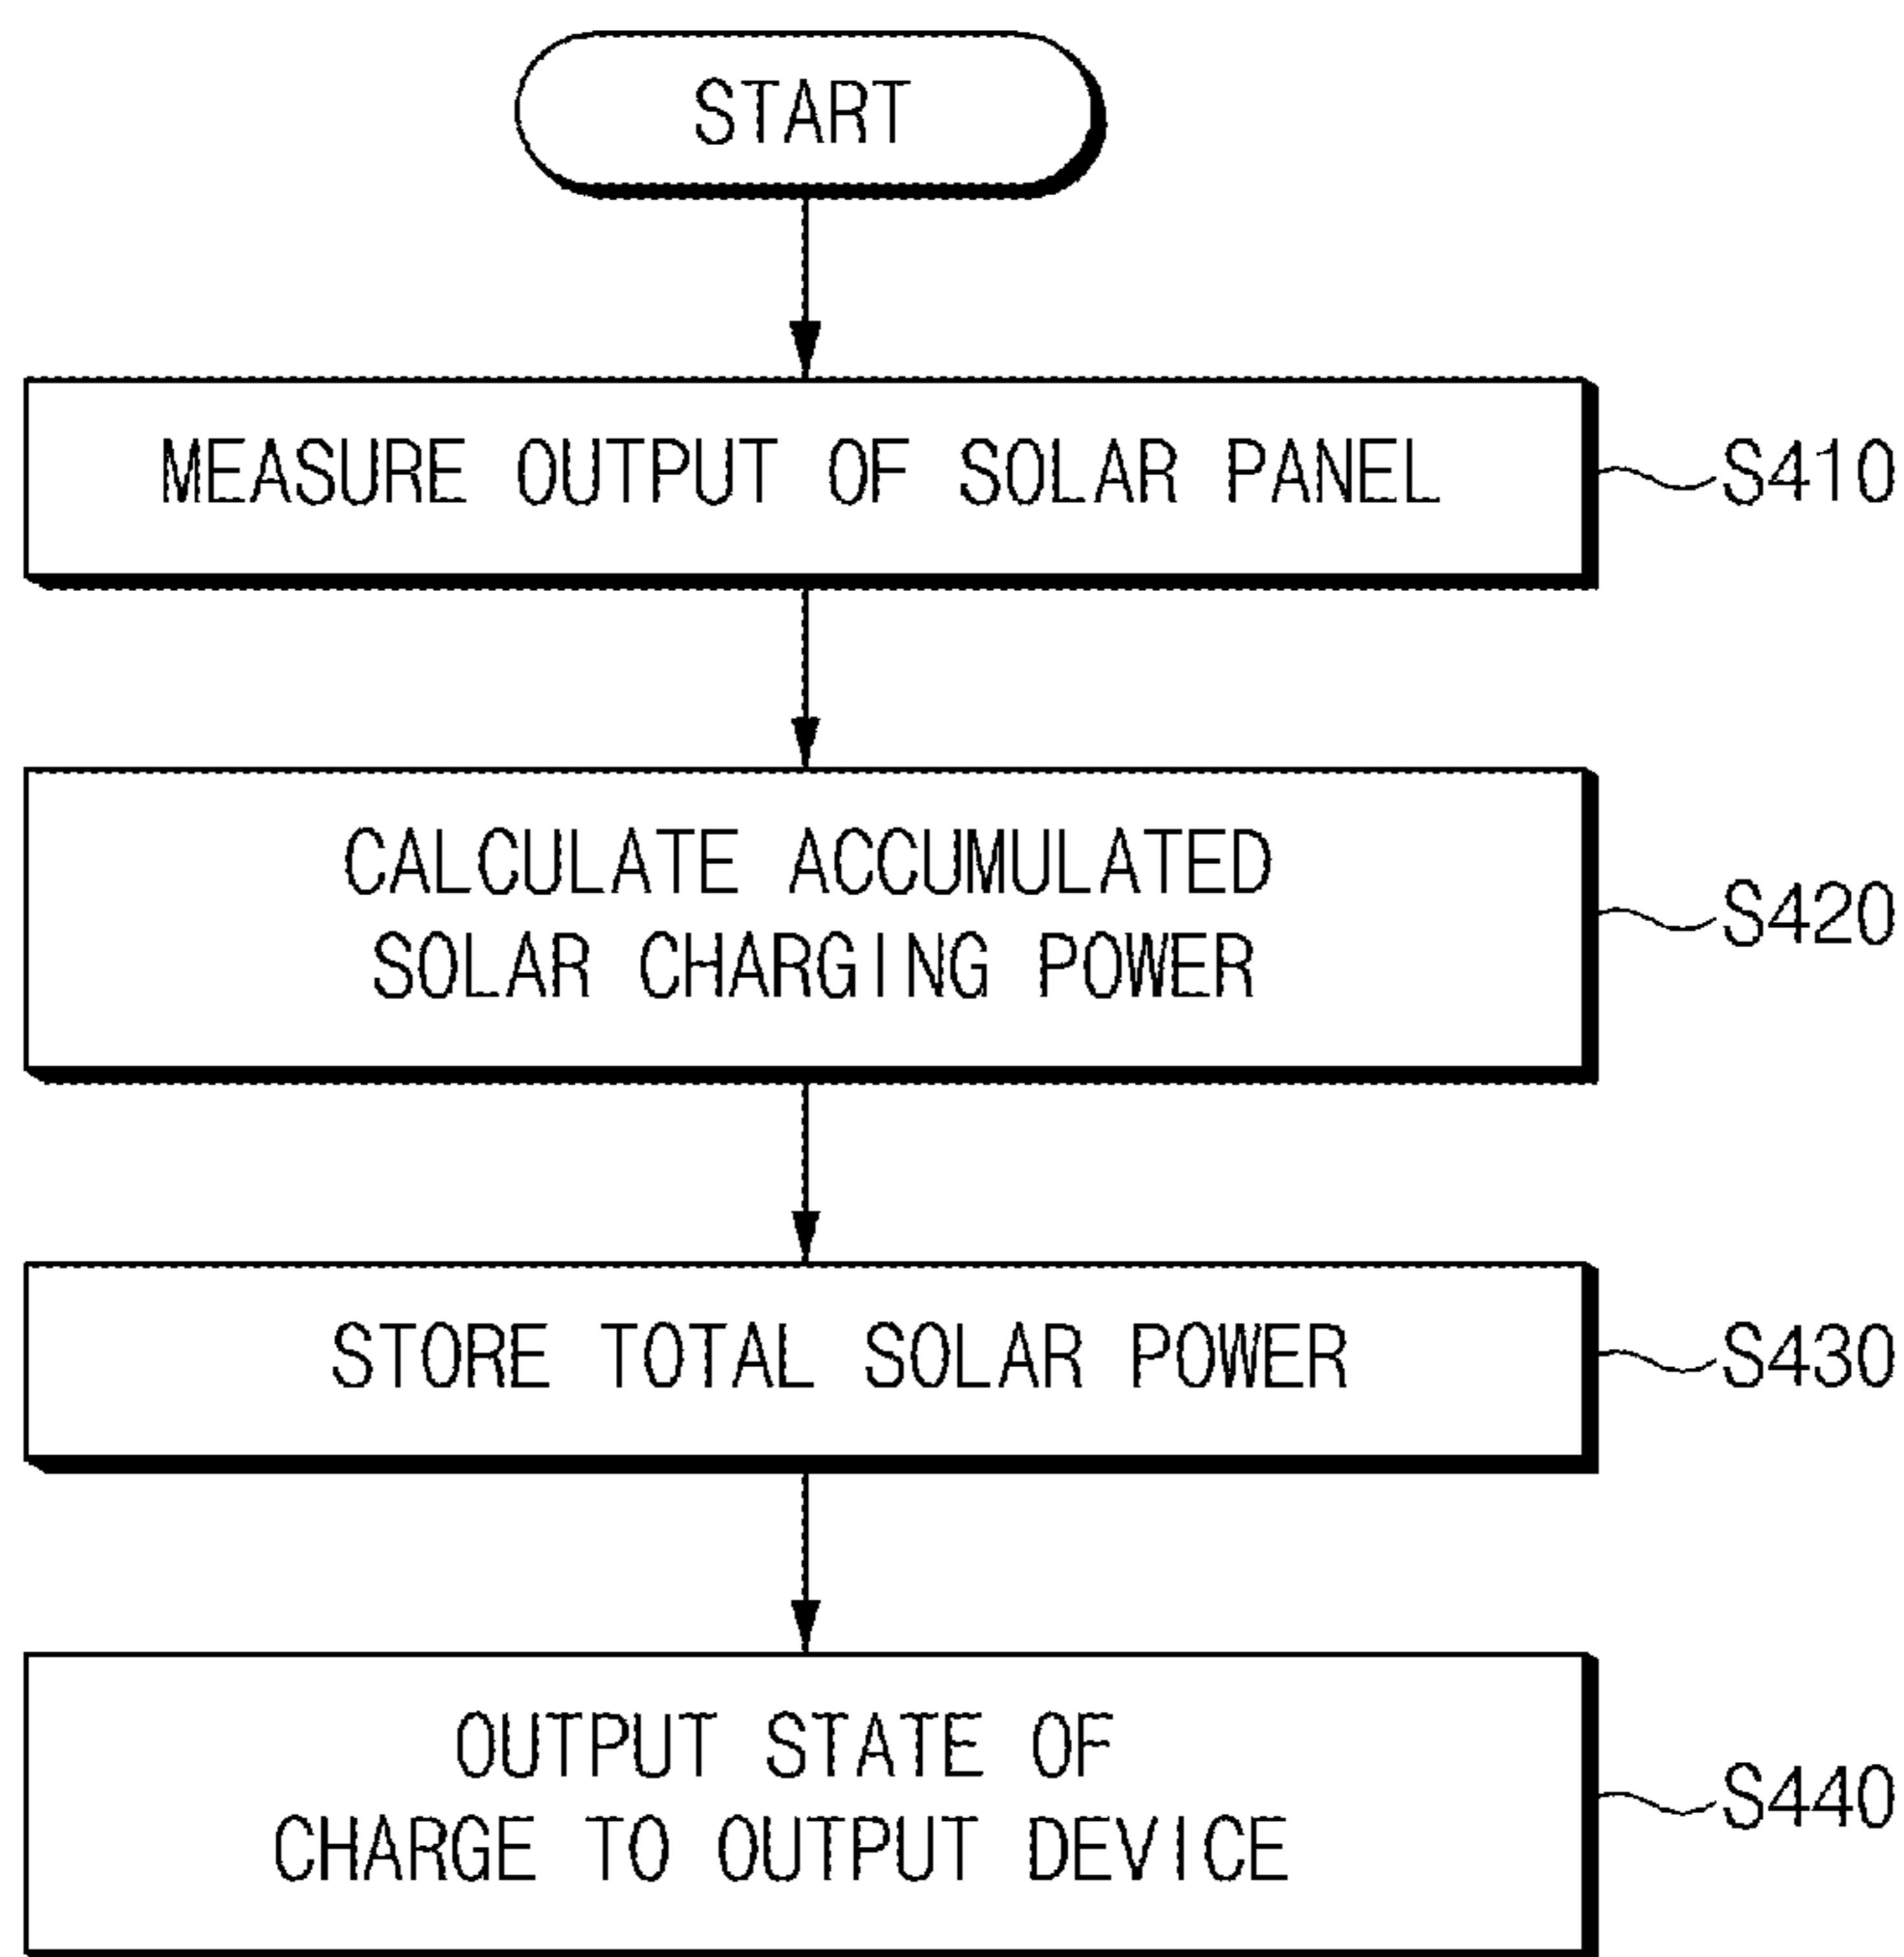 START
MEASURE OUTPUT OF SOLAR PANEL
S410
CALCULATE ACCUMULATED
SOLAR CHARGING POWER
S420
STORE TOTAL SOLAR POWER
S430
OUTPUT STATE OF
CHARGE TO OUTPUT DEVICE
S440